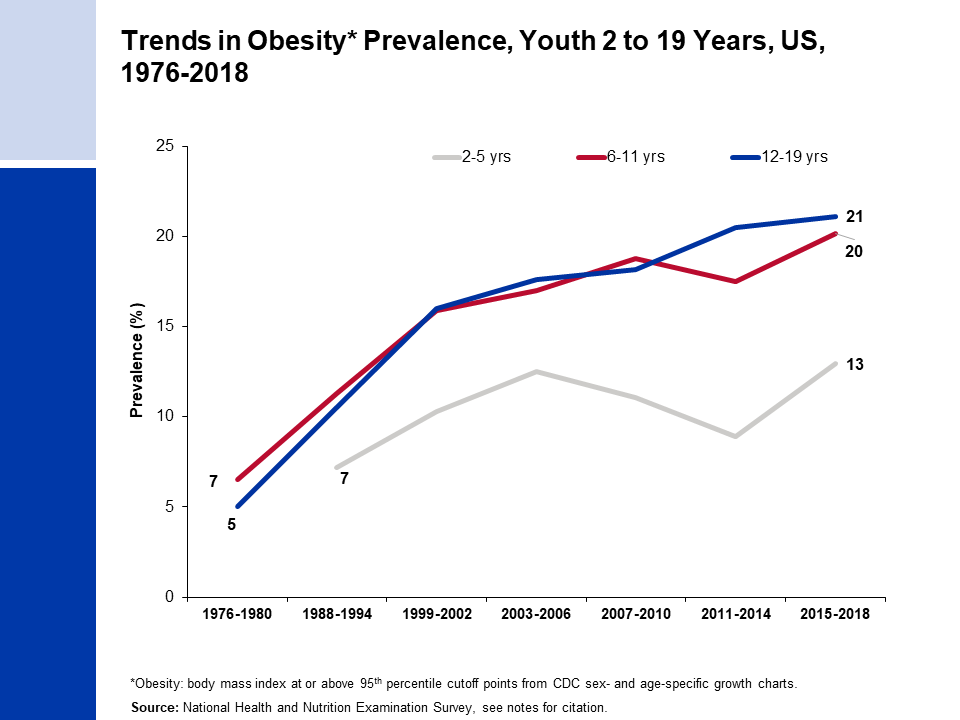 Trends in Obesity* Prevalence, Youth 2 to 19 Years, US,
1976-2018
25
2-5 yrs
6-11 yrs
12-19 yrs
21
20
20
Prevalence (%)
15
13
10
7
7
5
5
0
1976-1980
1988-1994
1999-2002
2003-2006
2007-2010
2011-2014
2015-2018
*Obesity: body mass index at or above 95th percentile cutoff points from CDC sex- and age-specific growth charts.
Source: National Health and Nutrition Examination Survey, see notes for citation.